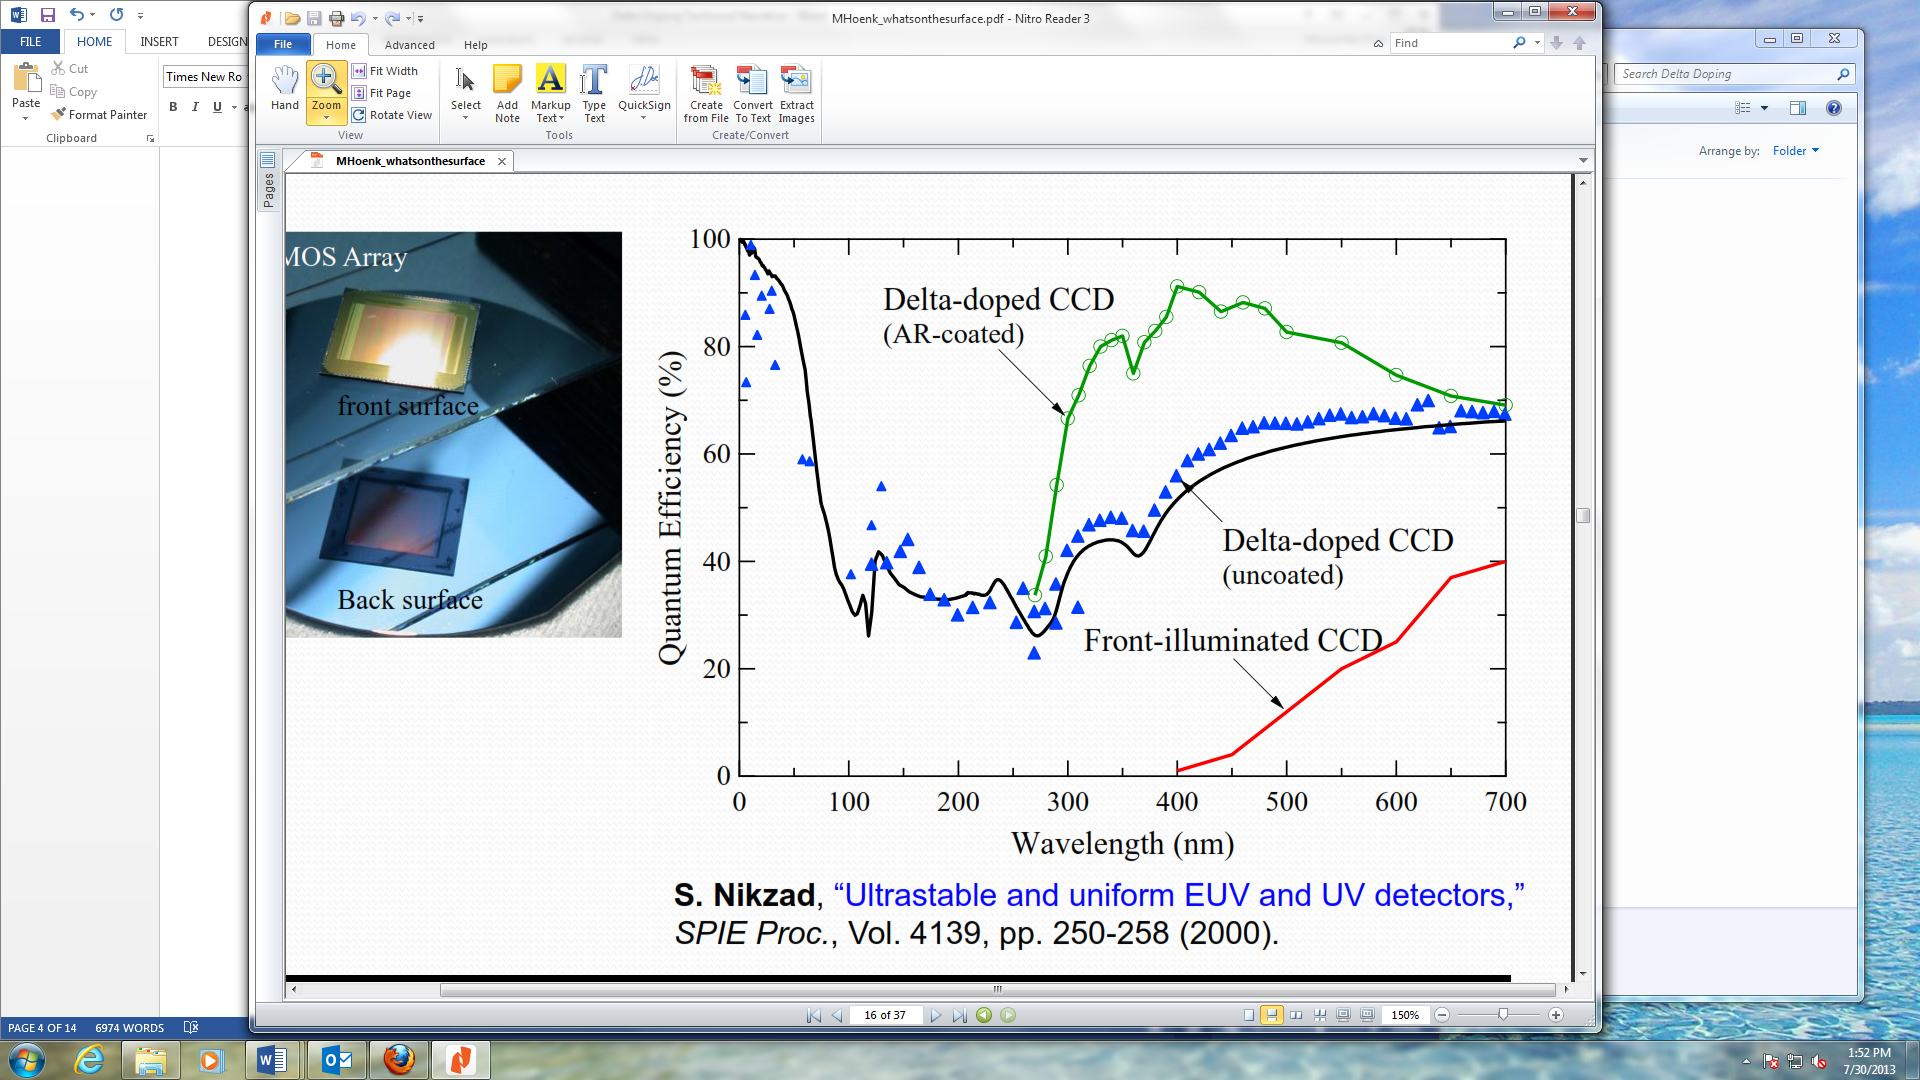 MHoenk_whatsonthesurface.pdf - Nitro Reader 3
FILE HOME INSERT DESIGN
Paste
Cut
Copy
Format Painter
Clipboard
Times New Ro
B I U
File Home Advanced Help
Find
Hand
Zoom
Fit Width
Fit Page
Rotate View
View
Select
Add Note
Markup Text
Type Text
QuickSign
Tools
Create from File
Convert To Text
Extract Images
Create/Convert
Search Delta Doping
Arrange by: Folder
MHoenk_whatsonthesurface
Pages
MOS Array
front surface
Back surface
Quantum Efficiency (%)
100
80
60
40
20
0
0 100 200 300 400 500 600 700
Wavelength (nm)
Delta-doped CCD
(AR-coated)
Delta-doped CCD
(uncoated)
Front-illuminated CCD
S. Nikzad, “Ultrastable and uniform EUV and UV detectors,”
SPIE Proc., Vol. 4139, pp. 250-258 (2000).
16 of 37
150%
PAGE 4 OF 14 6974 WORDS
1:52 PM
7/30/2013